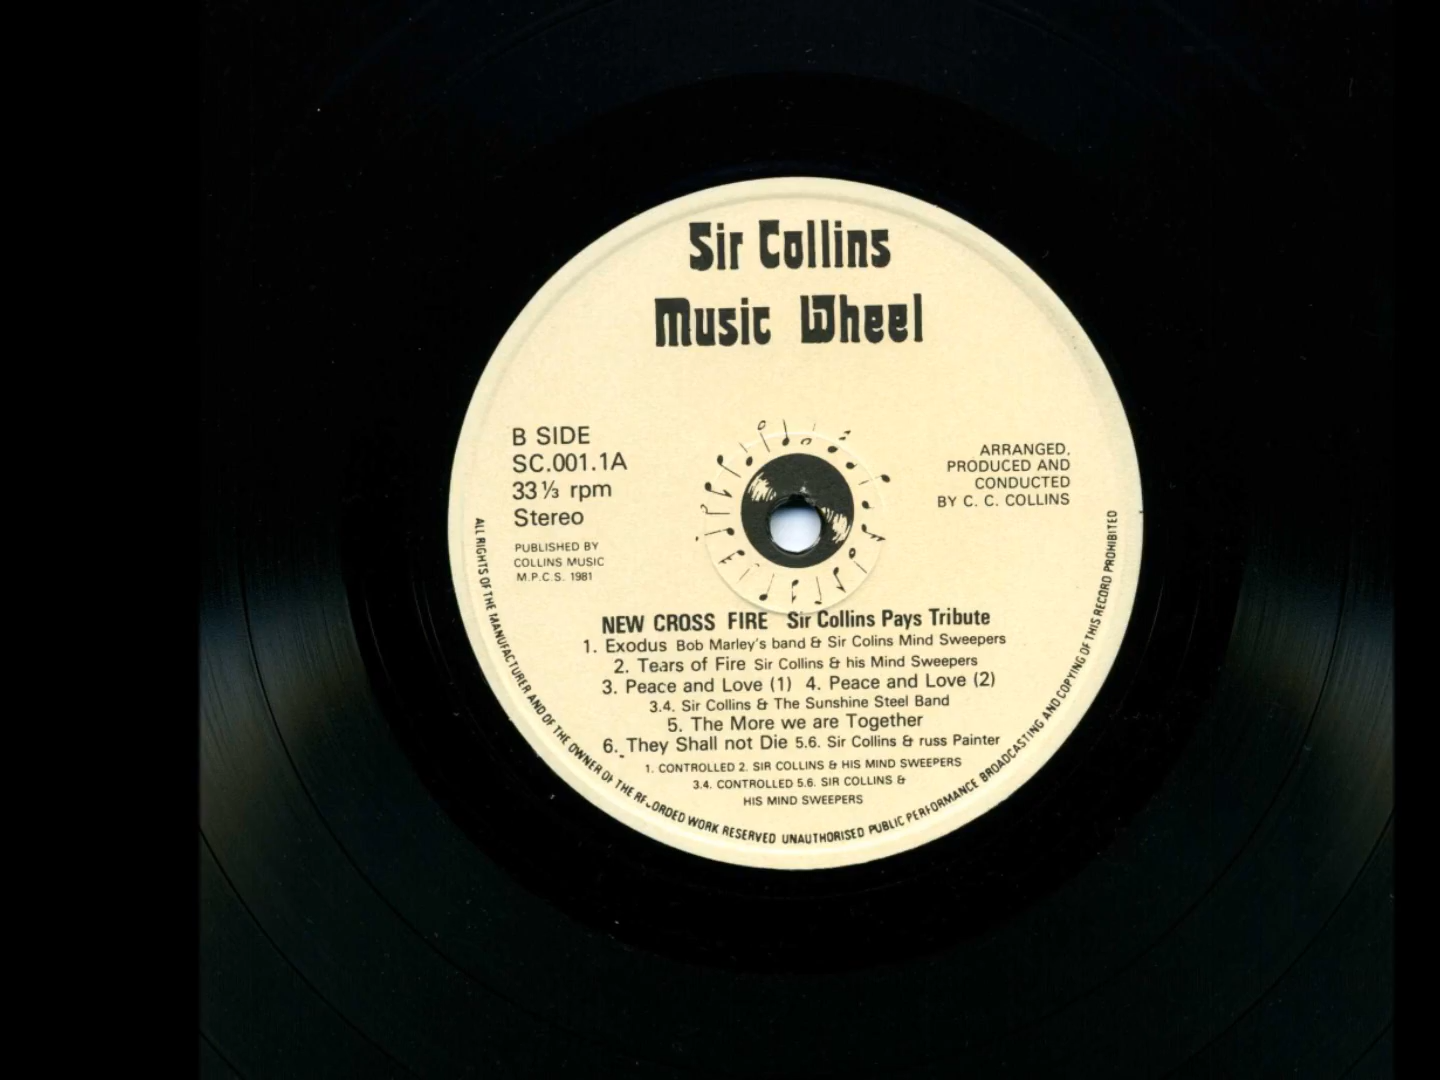 Sir Collins
Music Wheel
B SIDE
SC.001.1A
33⅓ rpm
Stereo
PUBLISHED BY
COLLINS MUSIC
M.P.C.S. 1981
ARRANGED,
PRODUCED AND
CONDUCTED
BY C. C. COLLINS
NEW CROSS FIRE Sir Collins Pays Tribute
1. Exodus Bob Marley's band & Sir Colins Mind Sweepers
2. Tears of Fire Sir Collins & his Mind Sweepers
3. Peace and Love (1) 4. Peace and Love (2)
3.4. Sir Collins & The Sunshine Steel Band
5. The More we are Together
6. They Shall not Die 5.6. Sir Collins & russ Painter
1. CONTROLLED 2. SIR COLLINS & HIS MIND SWEEPERS
3.4. CONTROLLED 5.6. SIR COLLINS &
HIS MIND SWEEPERS
ALL RIGHTS OF THE MANUFACTURER AND OF THE OWNER OF THE RECORDED WORK RESERVED UNAUTHORISED PUBLIC PERFORMANCE BROADCASTING AND COPYING OF THIS RECORD PROHIBITED